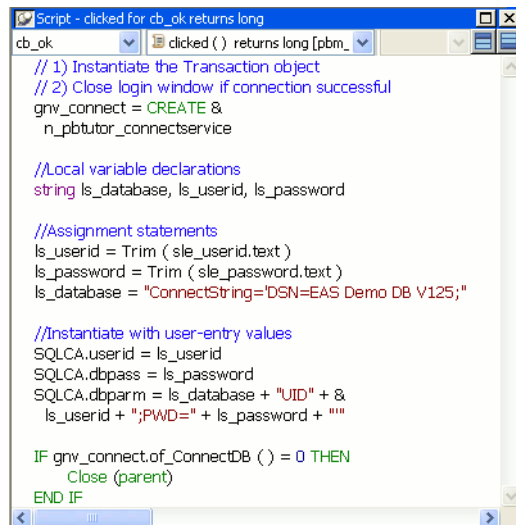 Script - clicked for cb_ok returns long
cb_ok clicked ( ) returns long [pbm_
// 1) Instantiate the Transaction object
// 2) Close login window if connection successful
gnv_connect = CREATE &
n_pbtutor_connectservice
//Local variable declarations
string ls_database, ls_userid, ls_password
//Assignment statements
ls_userid = Trim ( sle_userid.text )
ls_password = Trim ( sle_password.text )
ls_database = "ConnectString='DSN=EAS Demo DB V125;"
//Instantiate with user-entry values
SQLCA.userid = ls_userid
SQLCA.dbpass = ls_password
SQLCA.dbparm = ls_database + "UID" + &
ls_userid + ";PWD=" + ls_password + "'"
IF gnv_connect.of_ConnectDB ( ) = 0 THEN
Close (parent)
END IF